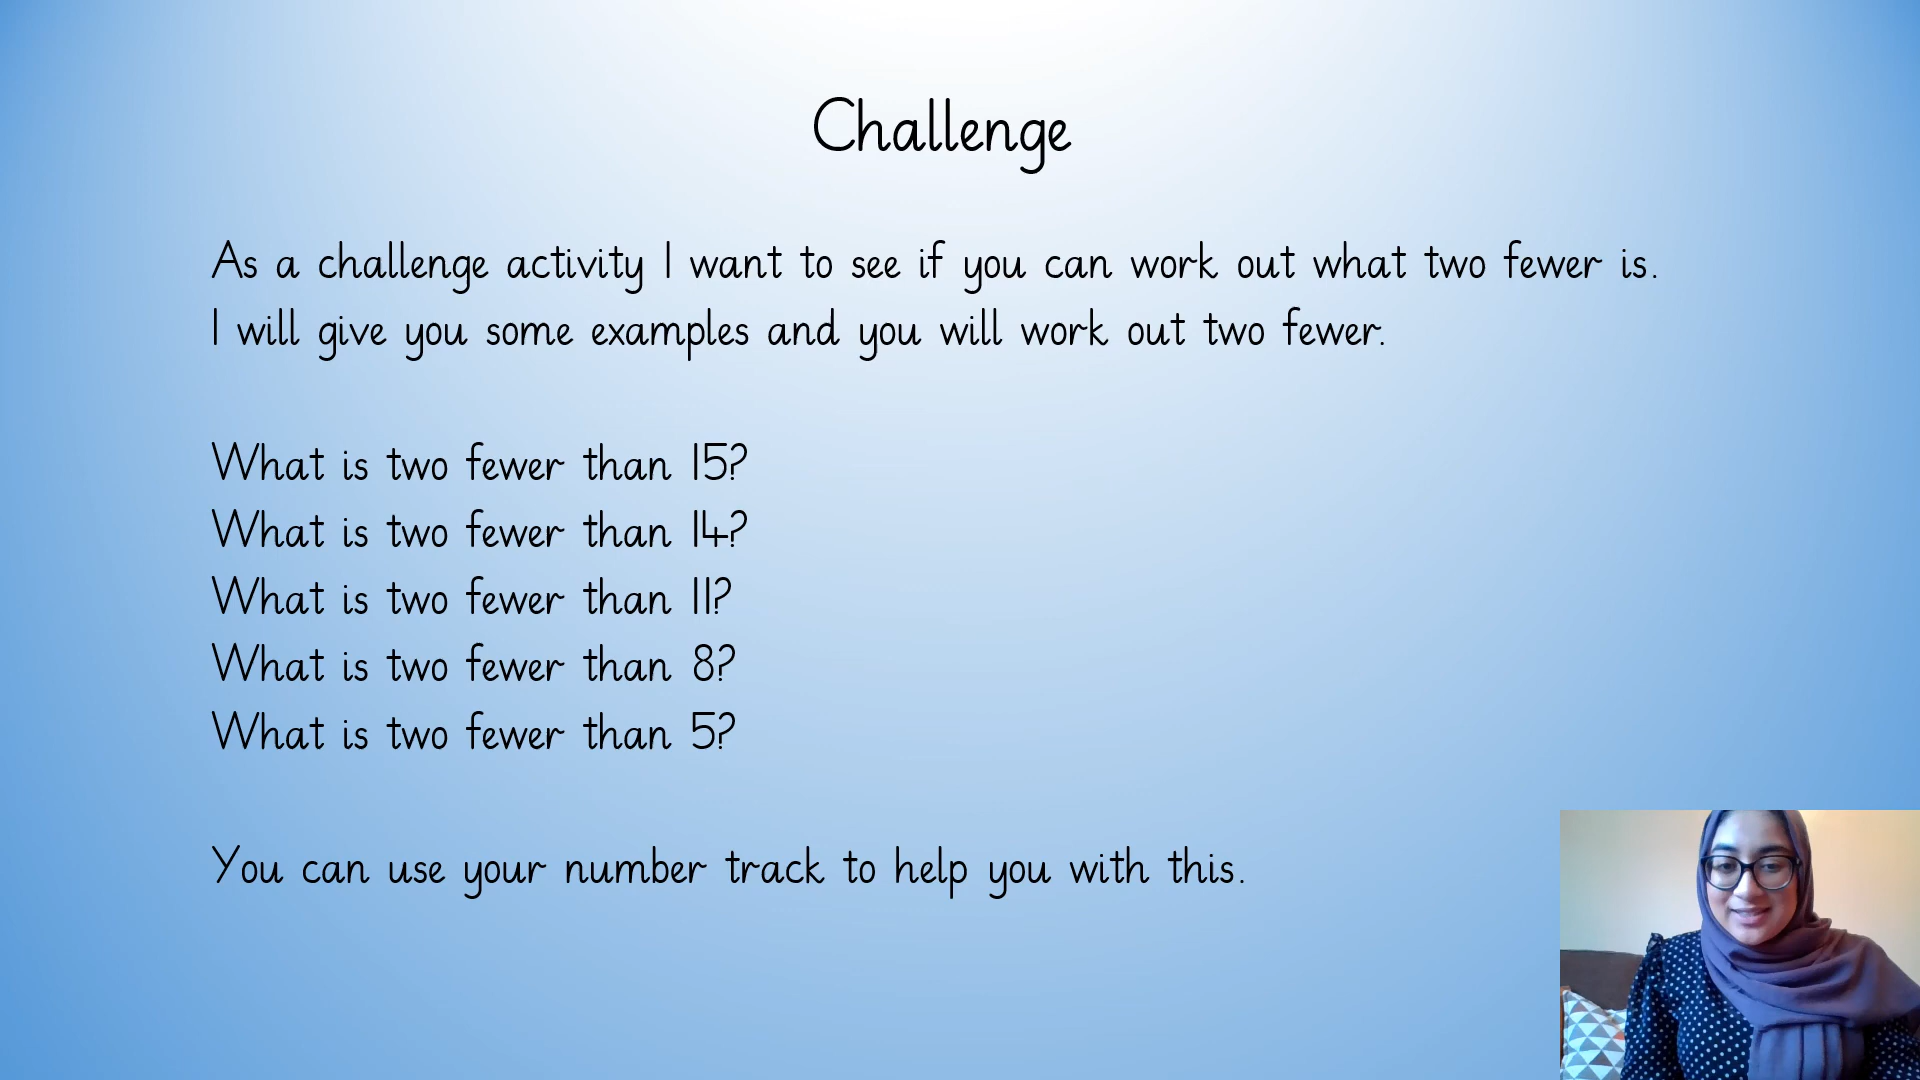 Challenge
As a challenge activity I want to see if you can work out what two fewer is.
I will give you some examples and you will work out two fewer.
What is two fewer than 15?
What is two fewer than 14?
What is two fewer than 11?
What is two fewer than 8?
What is two fewer than 5?
You can use your number track to help you with this.